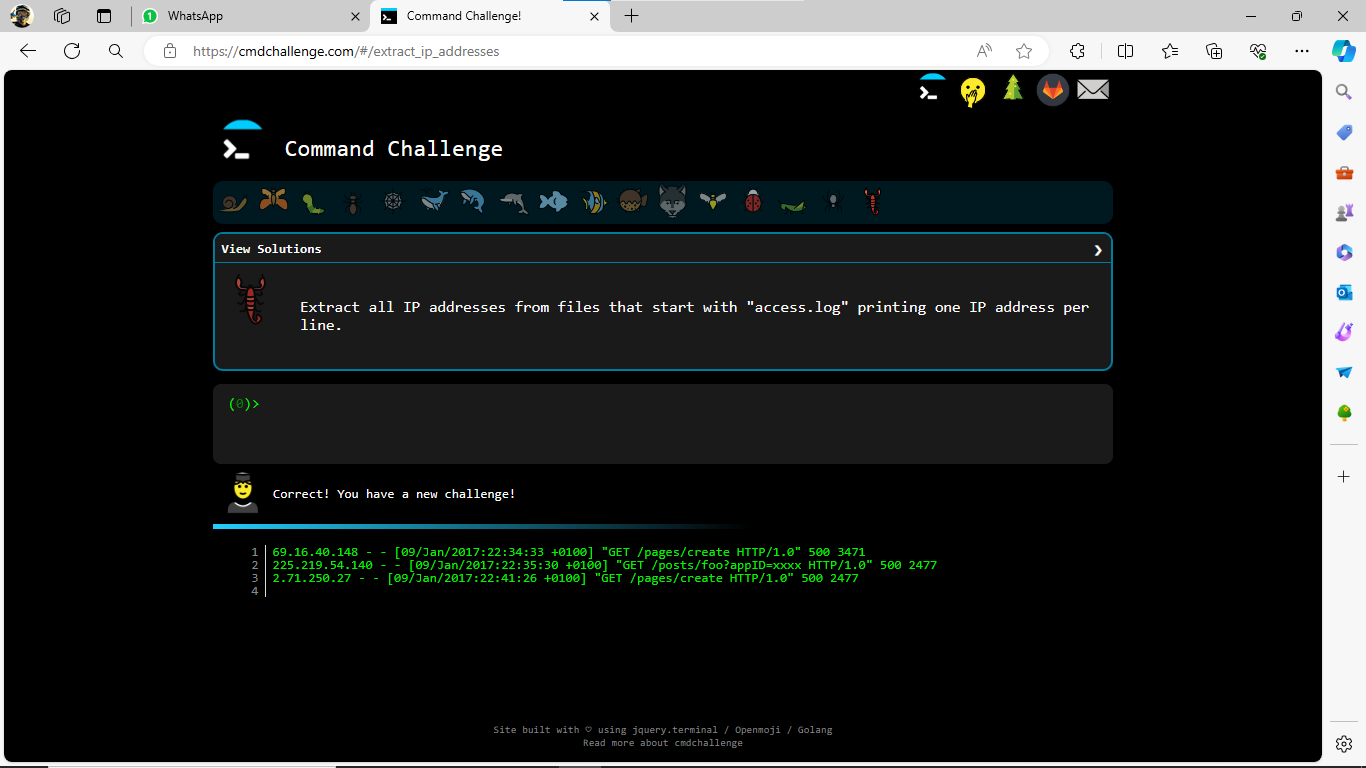 WhatsApp
Command Challenge!
https://cmdchallenge.com/#/extract_ip_addresses
Command Challenge
View Solutions
Extract all IP addresses from files that start with "access.log" printing one IP address per
line.
(0)>
Correct! You have a new challenge!
1 69.16.40.148 - - [09/Jan/2017:22:34:33 +0100] "GET /pages/create HTTP/1.0" 500 3471
2 225.219.54.140 - - [09/Jan/2017:22:35:30 +0100] "GET /posts/foo?appID=xxxx HTTP/1.0" 500 2477
3 2.71.250.27 - - [09/Jan/2017:22:41:26 +0100] "GET /pages/create HTTP/1.0" 500 2477
4
Site built with ♡ using jquery.terminal / Openmoji / Golang
Read more about cmdchallenge